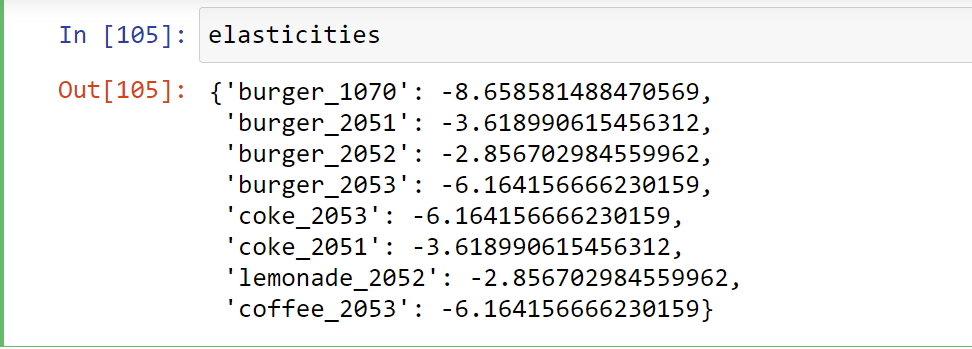 In [105]: elasticities
Out[105]: {'burger_1070': -8.658581488470569,
'burger_2051': -3.618990615456312,
'burger_2052': -2.856702984559962,
'burger_2053': -6.164156666230159,
'coke_2053': -6.164156666230159,
'coke_2051': -3.618990615456312,
'lemonade_2052': -2.856702984559962,
'coffee_2053': -6.164156666230159}